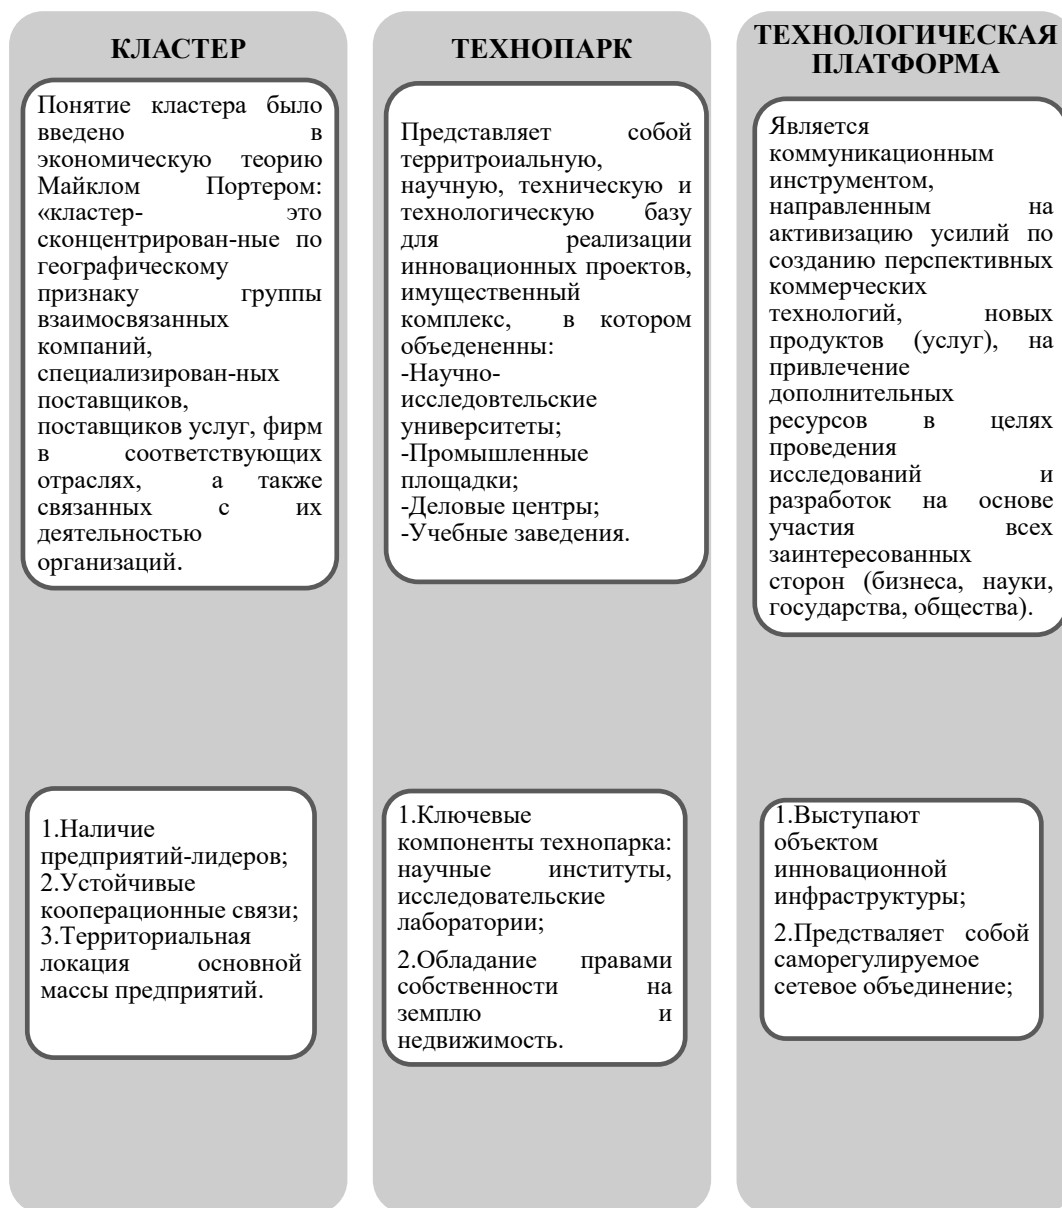 КЛАСТЕР
Понятие кластера было
введено в
экономическую теорию
Майклом Портером:
«кластер- это
сконцентрирован-ные по
географическому
признаку группы
взаимосвязанных
компаний,
специализирован-ных
поставщиков,
поставщиков услуг, фирм
в соответствующих
отраслях, а также
связанных с их
деятельностью
организаций.
1.Наличие
предприятий-лидеров;
2.Устойчивые
кооперационные связи;
3.Территориальная
локация основной
массы предприятий.
ТЕХНОПАРК
Представляет собой
территроиальную,
научную, техническую и
технологическую базу
для реализации
инновационных проектов,
имущественный
комплекс, в котором
объедененны:
-Научно-
исследовтельские
университеты;
-Промышленные
площадки;
-Деловые центры;
-Учебные заведения.
1.Ключевые
компоненты технопарка:
научные институты,
исследовательские
лаборатории;
2.Обладание правами
собственности на
земплю и
недвижимость.
ТЕХНОЛОГИЧЕСКАЯ
ПЛАТФОРМА
Является
коммуникационным
инструментом,
направленным на
активизацию усилий по
созданию перспективных
коммерческих
технологий, новых
продуктов (услуг), на
привлечение
дополнительных
ресурсов в целях
проведения
исследований и
разработок на основе
участия всех
заинтересованных
сторон (бизнеса, науки,
государства, общества).
1.Выступают
объектом
инновационной
инфраструктуры;
2.Предстваляет собой
саморегулируемое
сетевое объединение;